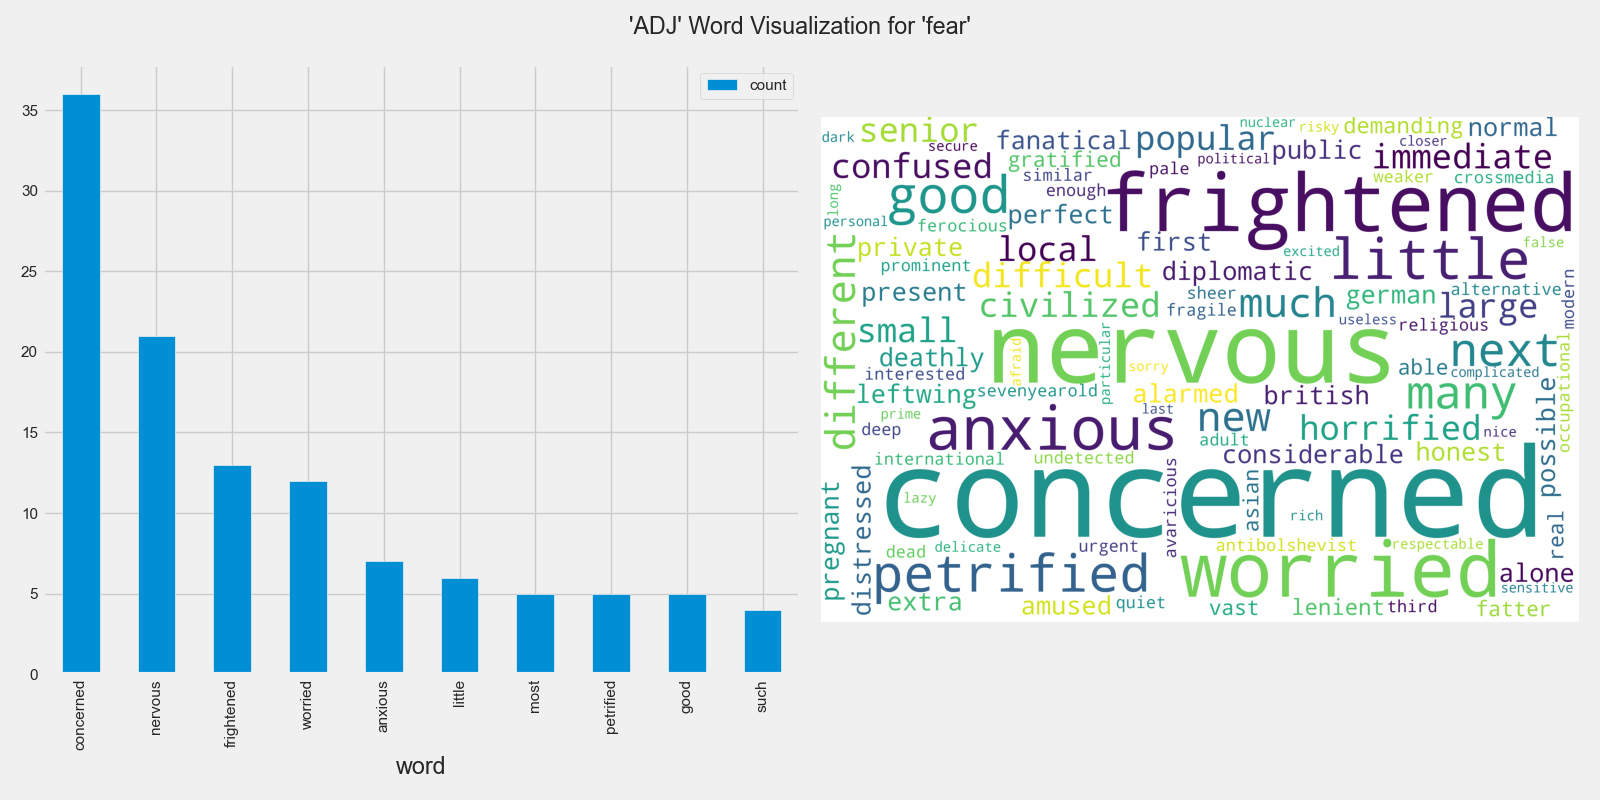 'ADJ' Word Visualization for 'fear'
count
35
30
25
20
15
10
5
0
concerned
nervous
frightened
worried
anxious
little
most
petrified
good
such
word
dark
senior
secure
fanatical
popular
nuclear
risky
demanding
closer
normal
confused
gratified
similar
enough
pale
political
public
immediate
weaker
crossmedia
long
personal
good
ferocious
perfect
frightened
private
prominent
local
first
excited
little
false
different
present
difficult
diplomatic
civilized
sheer
fragile
much
german
alternative
large
modern
small
useless
religious
deathly
interested
nervous
afraid
particular
sorry
next
able
complicated
occupational
leftwing
sevenyearold
alarmed
british
many
possible
prime
deep
anxious
last
new
adult
horrified
nice
international
undetected
considerable
honest
pregnant
distressed
lazy
concerned
avaricious
asian
rich
real
dead
delicate
urgent
antibolshevist
respectable
petrified
worried
alone
sensitive
extra
amused
quiet
vast
lenient
third
fatter